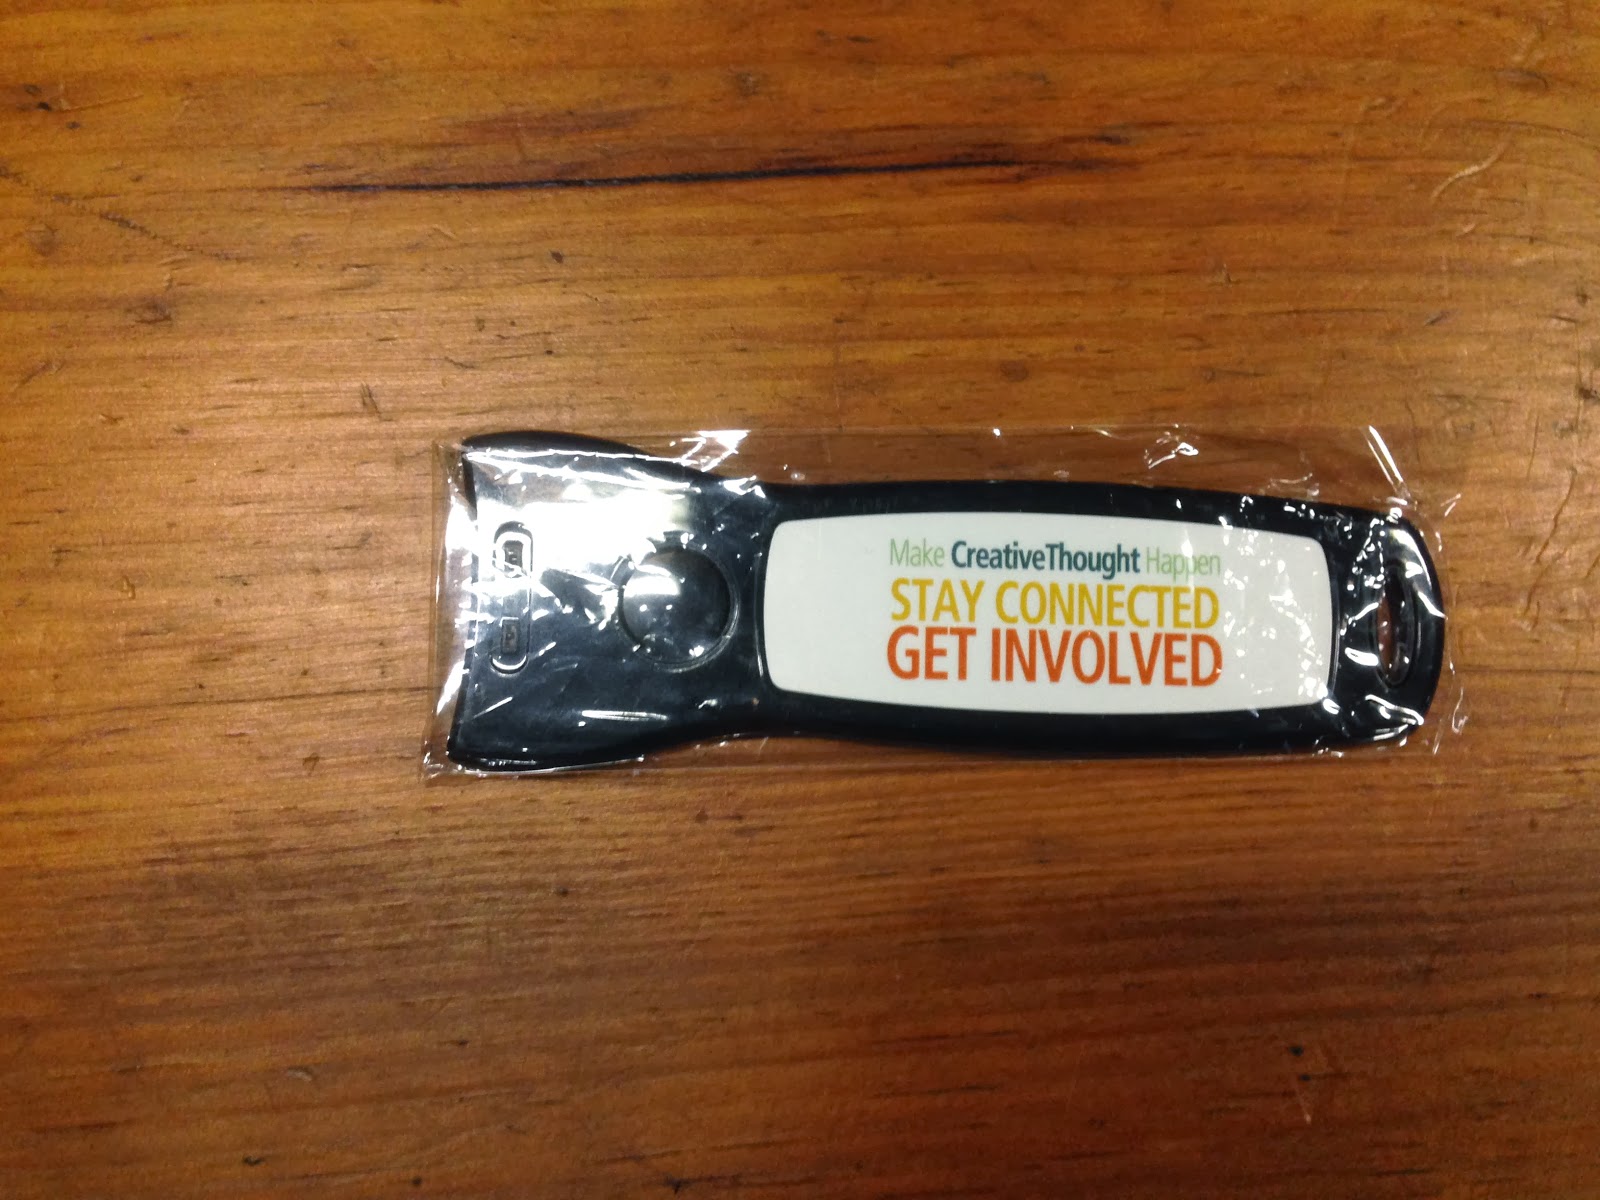 Make CreativeThought Happen
STAY CONNECTED
GET INVOLVED